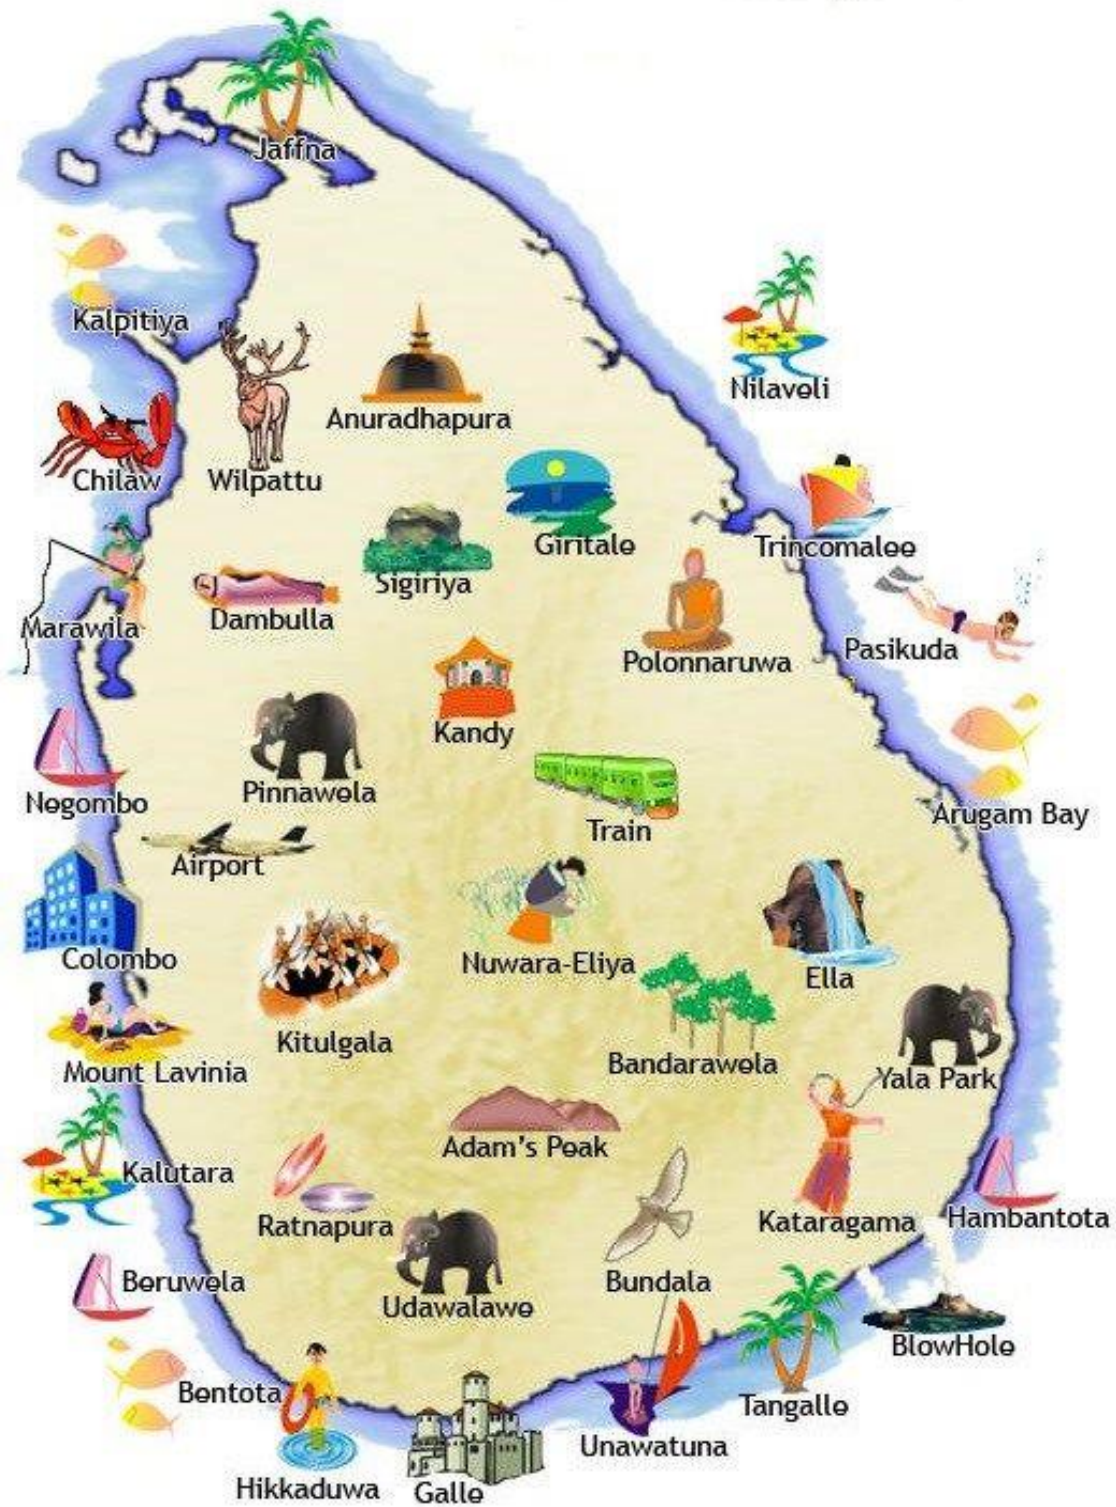 Jaffna
Kalpitiya
Nilaveli
Anuradhapura
Chilaw
Wilpattu
Giritale
Trincomalee
Sigiriya
Dambulla
Marawila
Pasikuda
Polonnaruwa
Kandy
Pinnawela
Negombo
Arugam Bay
Train
Airport
Colombo
Nuwara-Eliya
Ella
Kitulgala
Bandarawela
Mount Lavinia
Yala Park
Adam's Peak
Kalutara
Ratnapura
Kataragama
Hambantota
Beruwela
Bundala
Udawalawe
BlowHole
Bentota
Tangalle
Unawatuna
Hikkaduwa
Galle